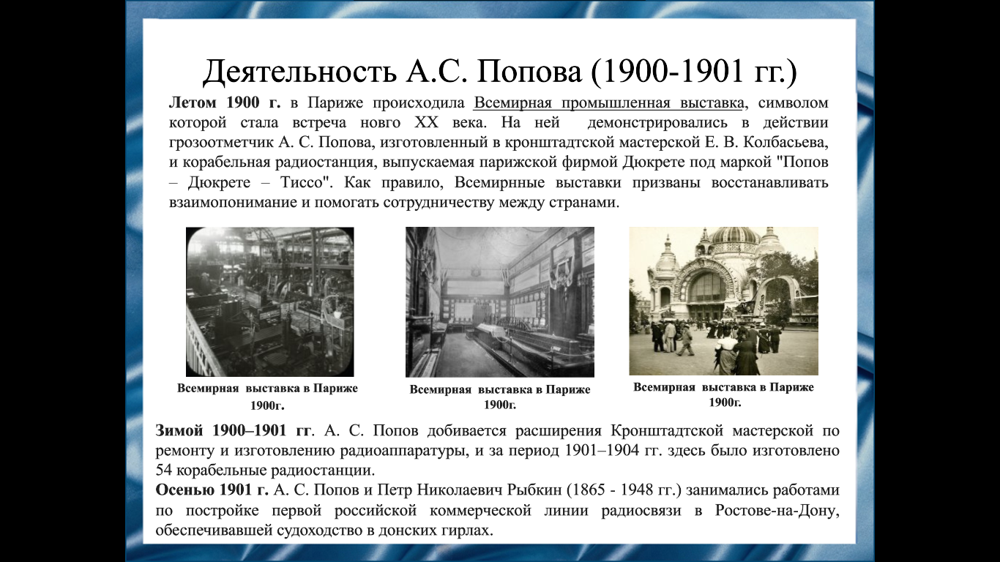 Деятельность А.С. Попова (1900-1901 гг.)
Летом 1900 г. в Париже происходила Всемирная промышленная выставка, символом
которой стала встреча новго XX века. На ней демонстрировались в действии
грозоотметчик А. С. Попова, изготовленный в кронштадтской мастерской Е. В. Колбасьева,
и корабельная радиостанция, выпускаемая парижской фирмой Дюкрете под маркой "Попов
– Дюкрете – Тиссо". Как правило, Всемирнные выставки призваны восстанавливать
взаимопонимание и помогать сотрудничеству между странами.
Всемирная выставка в Париже
1900г.
Всемирная выставка в Париже
1900г.
Всемирная выставка в Париже
1900г.
Зимой 1900–1901 гг. А. С. Попов добивается расширения Кронштадтской мастерской по
ремонту и изготовлению радиоаппаратуры, и за период 1901–1904 гг. здесь было изготовлено
54 корабельные радиостанции.
Осенью 1901 г. А. С. Попов и Петр Николаевич Рыбкин (1865 - 1948 гг.) занимались работами
по постройке первой российской коммерческой линии радиосвязи в Ростове-на-Дону,
обеспечивавшей судоходство в донских гирлах.